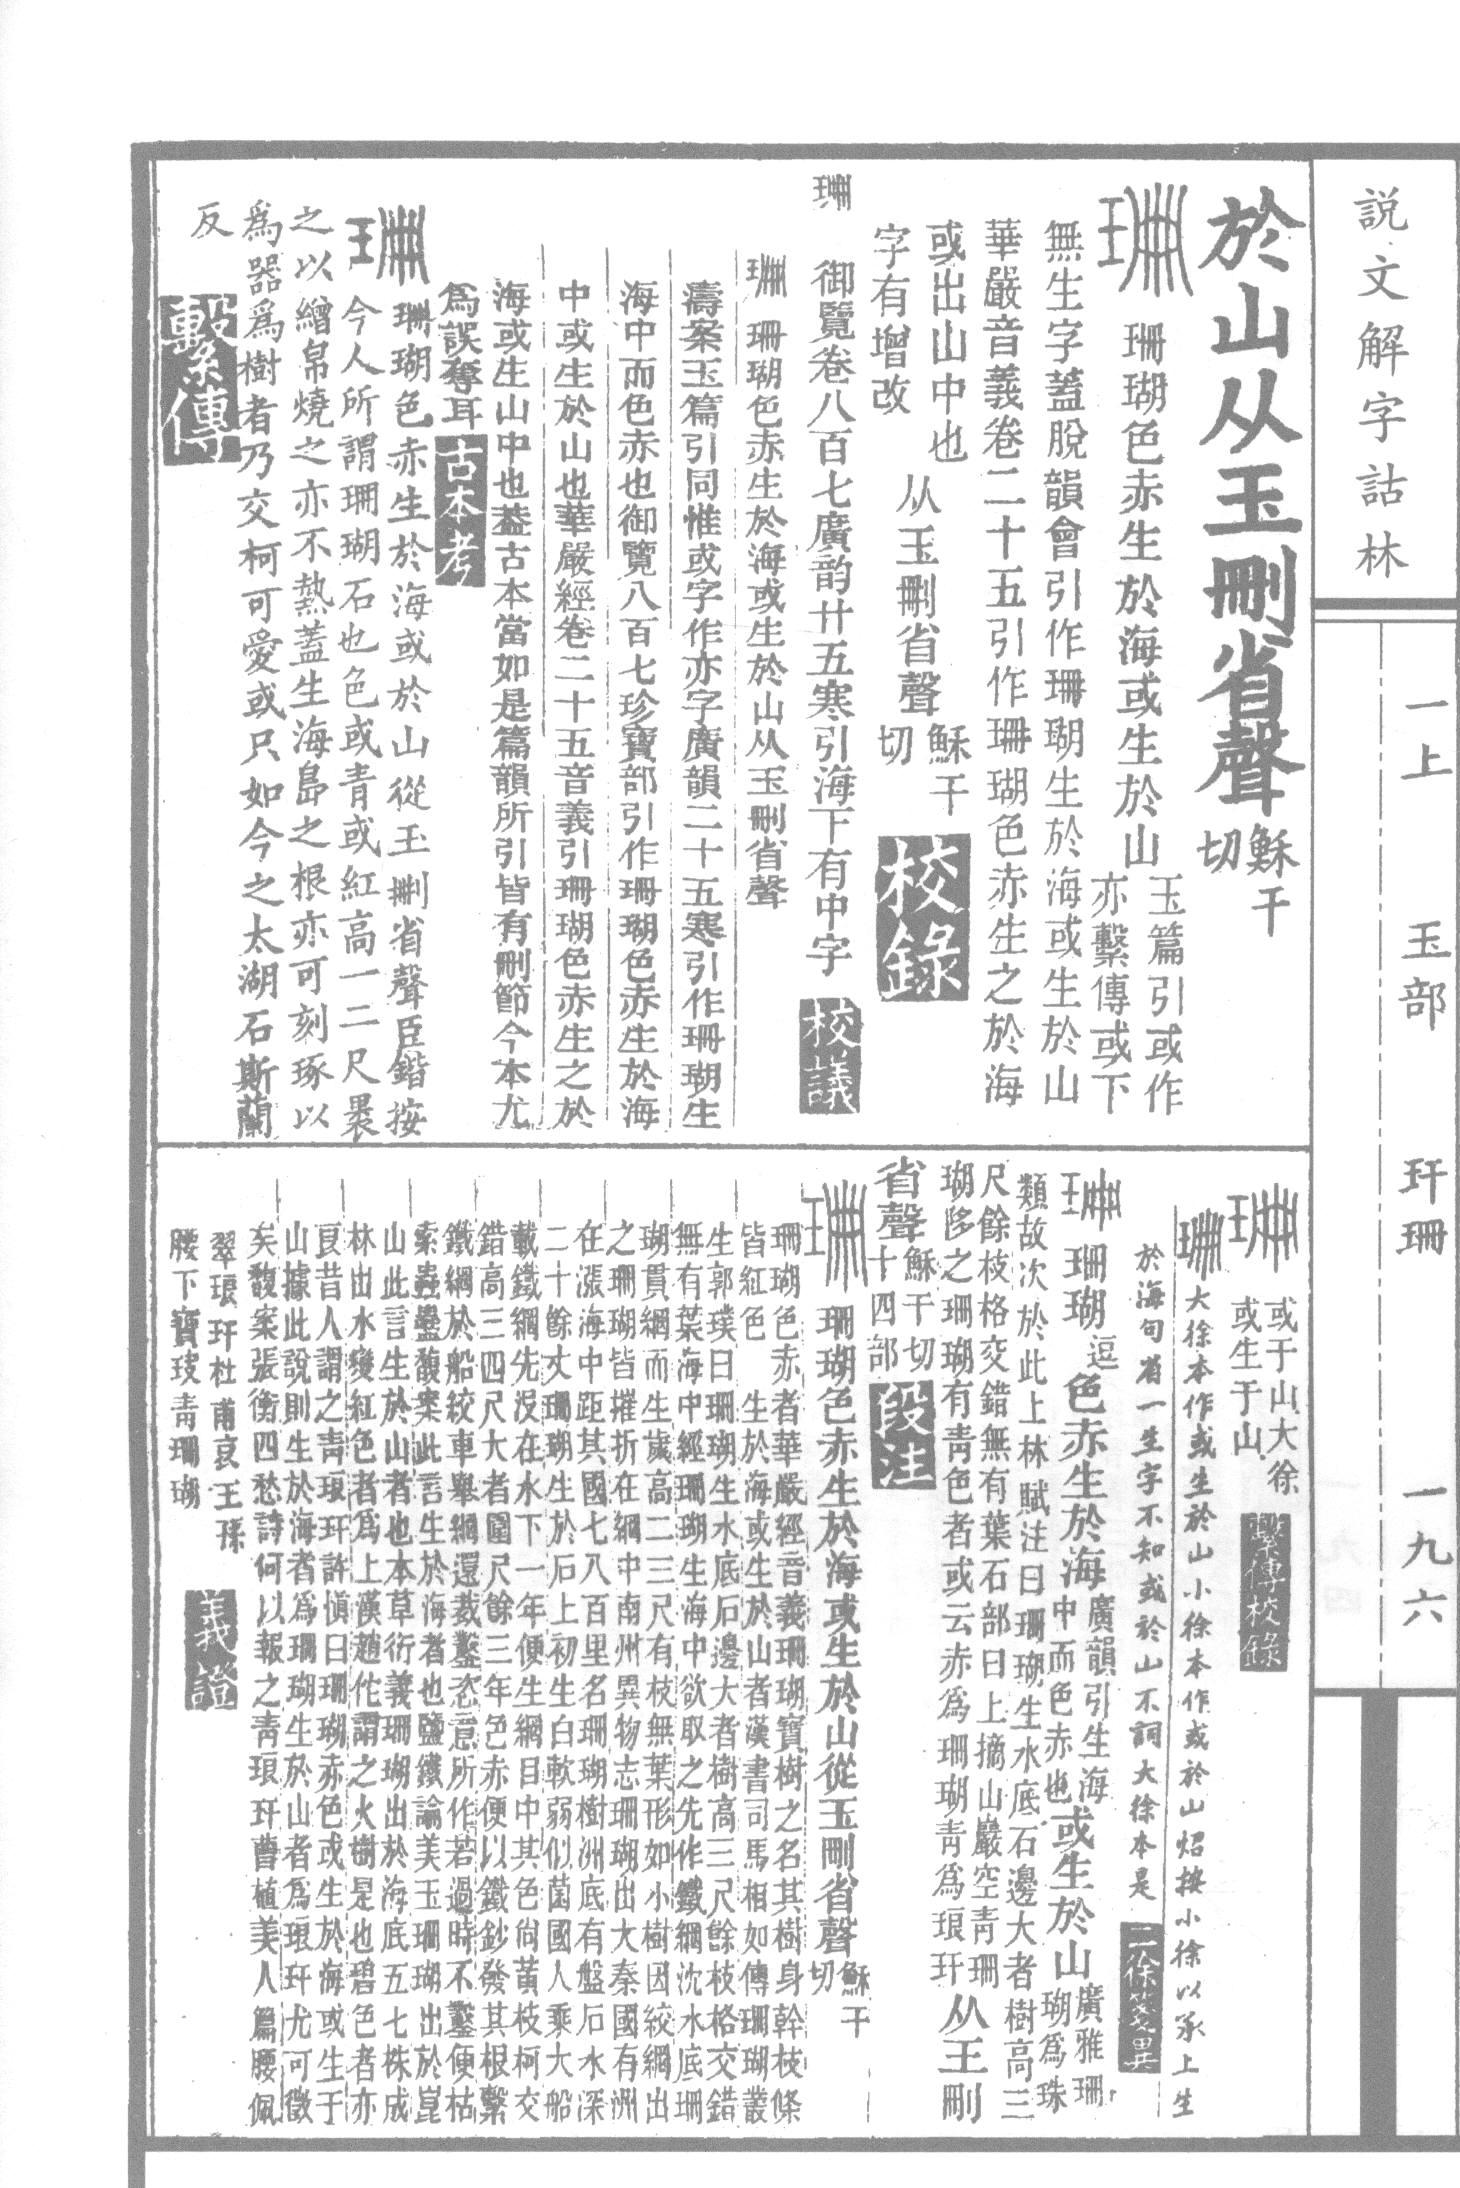 說文解字詁林
一上
玉部
玕珊
一九六
於山从玉刪省聲穌干切
珊瑚色赤生於海或生於山玉篇引或作亦繫傳或下
無生字蓋脫韻會引作珊瑚生於海或生於山
華嚴音義卷二十五引作珊瑚色赤生之於海
或出山中也
字有增改
从玉刪省聲穌干切
校錄
珊
御覽卷八百七廣韵廿五寒引海下有中字
校議
珊
珊瑚色赤生於海或生於山从玉刪省聲
濤案玉篇引同惟或字作亦字廣韻二十五寒引作珊瑚生
海中而色赤也御覽八百七珍寶部引作珊瑚色赤生於海
中或生於山也華嚴經卷二十五音義引珊瑚色赤生之於
海或生山中也葢古本當如是篇韻所引皆有刪節今本尤
爲誤奪耳
古本考
珊瑚色赤生於海或於山從玉刪省聲臣鍇按
今人所謂珊瑚石也色或青或紅高一二尺褁
之以繒帛燒之亦不熱蓋生海島之根亦可刻琢以
爲器爲樹者乃交柯可愛或只如今之太湖石斯蘭
反
繫傳
或于山大徐
或生于山
繫傳校錄
大徐本作或生於山小徐本作或於山炤按小徐以承上生
於海句省一生字不知或於山不詞大徐本是
二徐箋異
珊瑚逗色赤生於海廣韻引生海中而色赤也或生於山廣雅珊瑚爲珠
類故次於此上林賦注曰珊瑚生水底石邊大者樹高三
尺餘枝格交錯無有葉石部曰上摘山巖空青珊
瑚陊之珊瑚有青色者或云赤爲珊瑚青爲琅玕
从玉刪
省聲穌干切十四部
段注
珊瑚色赤生於海或生於山從玉刪省聲穌干切
珊瑚色赤者華嚴經音義珊瑚寶樹之名其樹身幹枝條
皆紅色 生於海或生於山者漢書司馬相如傳珊瑚叢
生郭璞曰珊瑚生水底石邊大者樹高三尺餘枝格交錯
無有葉海中經珊瑚生海中欲取之先作鐵網沈水底珊
瑚貫網而生歲高二三尺有枝無葉形如小樹因絞網出
之珊瑚皆摧折在網中南州異物志珊瑚出大秦國有洲
在漲海中距其國七八百里名珊瑚樹洲底有盤石水深
二十餘丈珊瑚生於石上初生白軟弱似菌國人乘大船
載鐵網先沒在水下一年便生網目中其色尙黃枝柯交
錯高三四尺大者圍尺餘三年色赤便以鐵鈔發其根繫
鐵網於船絞車舉網還裁鑿恣意所作若過時不鑿便枯
索蟲蠱馥案此言生於海者也鹽鐵論美玉珊瑚出於崑
山此言生於山者也本草衍義珊瑚出於海底五七株成
林出水變紅色者爲上漢趙佗謂之火樹是也碧色者亦
良昔人謂之靑琅玕許愼曰珊瑚亦色或生於海或生于
山據此說則生於海者爲珊瑚生於山者爲琅玕尤可徵
矣馥案張衡四愁詩何以報之靑琅玕曹植美人篇腰佩
翠琅玕杜甫哀王孫
腰下寶玦靑珊瑚
義證